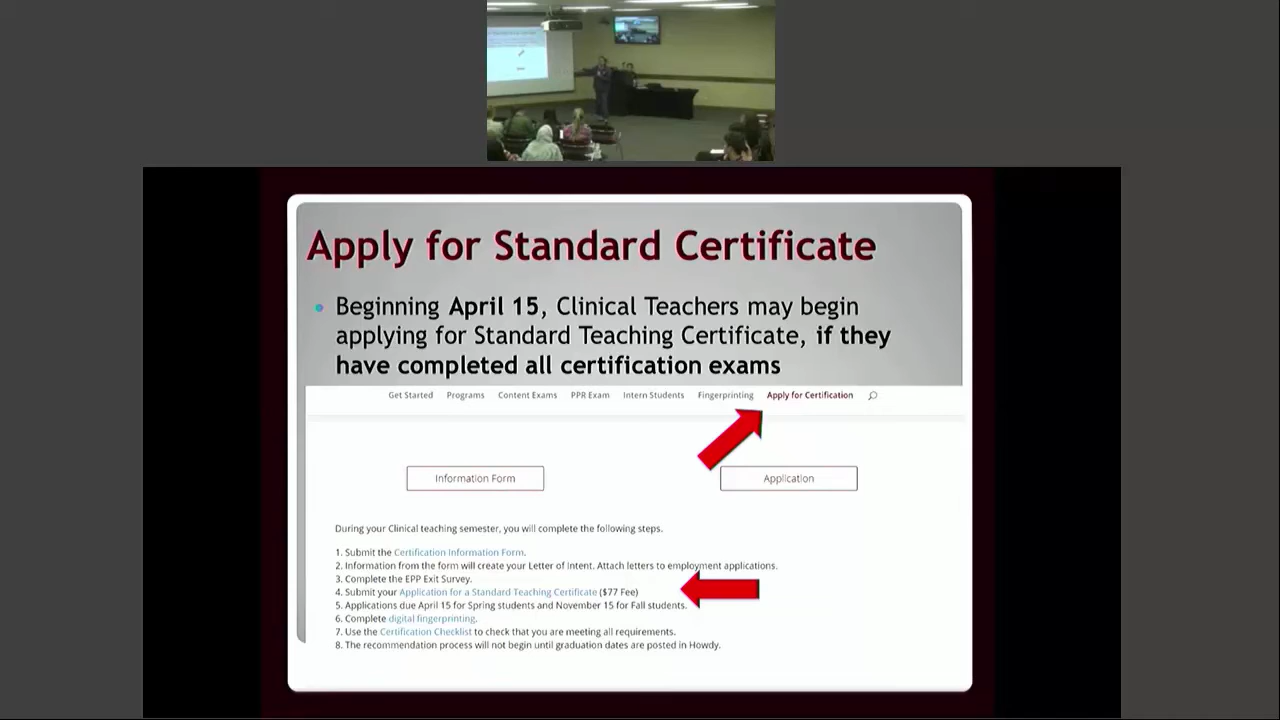 Apply for Standard Certificate
Beginning April 15, Clinical Teachers may begin
applying for Standard Teaching Certificate, if they
have completed all certification exams
Get Started Programs Content Exams PPR Exam Intern Students Fingerprinting Apply for Certification
Information Form Application
During your Clinical teaching semester, you will complete the following steps.
1. Submit the Certification Information Form.
2. Information from the form will create your Letter of Intent. Attach letters to employment applications.
3. Complete the EPP Exit Survey.
4. Submit your Application for a Standard Teaching Certificate ($77 Fee)
5. Applications due April 15 for Spring students and November 15 for Fall students.
6. Complete digital fingerprinting.
7. Use the Certification Checklist to check that you are meeting all requirements.
8. The recommendation process will not begin until graduation dates are posted in Howdy.